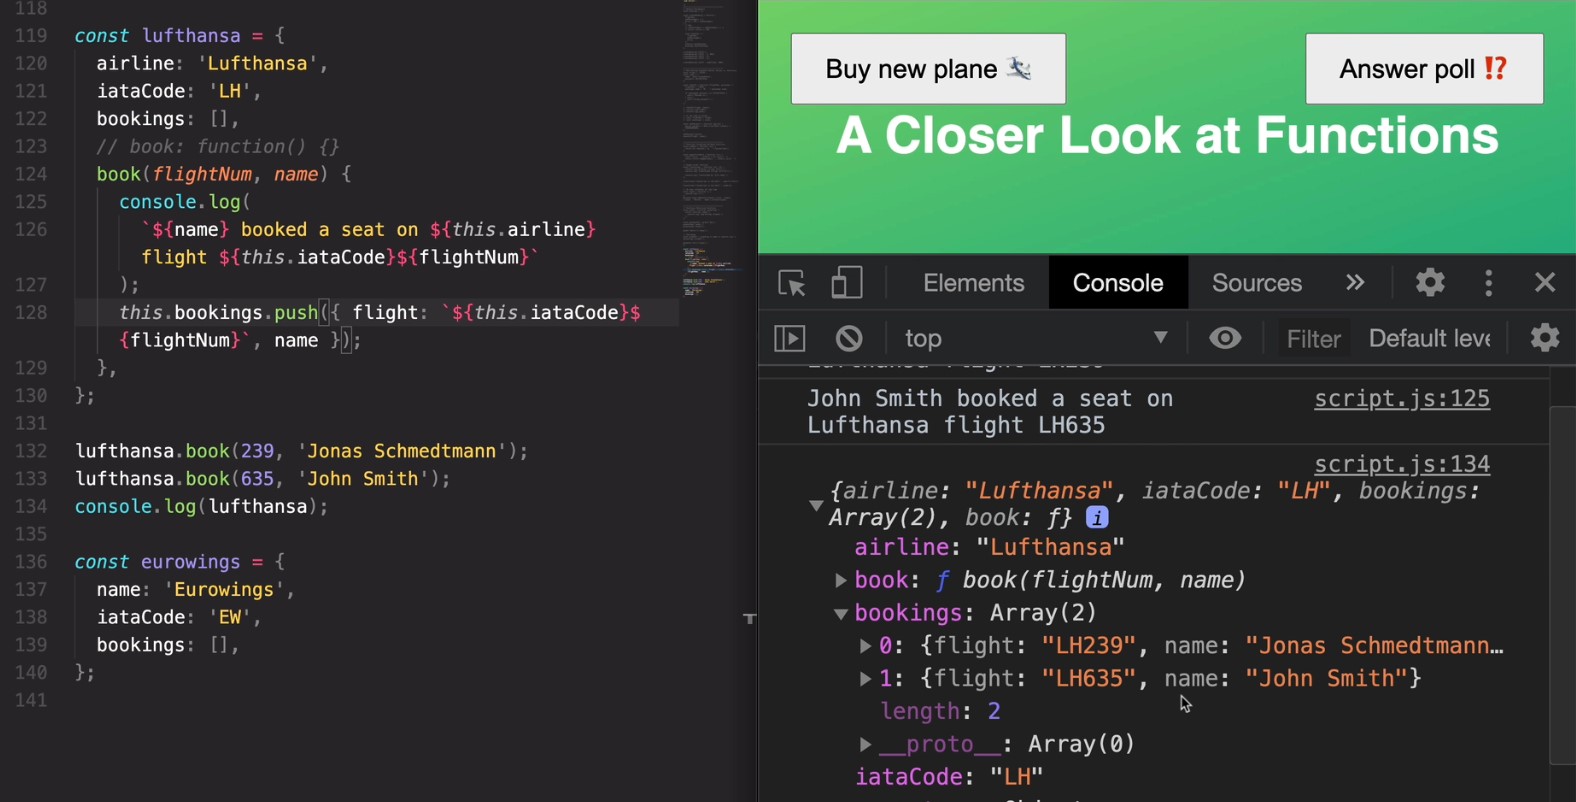 118
119 const lufthansa = {
120 airline: 'Lufthansa',
121 iataCode: 'LH',
122 bookings: [],
123 // book: function() {}
124 book(flightNum, name) {
125 console.log(
126 `${name} booked a seat on ${this.airline}
flight ${this.iataCode}${flightNum}`
127 );
128 this.bookings.push({ flight: `${this.iataCode}$
{flightNum}`, name });
129 },
130 };
131
132 lufthansa.book(239, 'Jonas Schmedtmann');
133 lufthansa.book(635, 'John Smith');
134 console.log(lufthansa);
135
136 const eurowings = {
137 name: 'Eurowings',
138 iataCode: 'EW',
139 bookings: [],
140 };
141
Buy new plane 🛩
Answer poll ⁉️
A Closer Look at Functions
Elements Console Sources »
top ▼ Filter Default leve
John Smith booked a seat on script.js:125
Lufthansa flight LH635
script.js:134
▼ {airline: "Lufthansa", iataCode: "LH", bookings:
Array(2), book: ƒ} i
airline: "Lufthansa"
▶ book: ƒ book(flightNum, name)
▼ bookings: Array(2)
▶ 0: {flight: "LH239", name: "Jonas Schmedtmann…
▶ 1: {flight: "LH635", name: "John Smith"}
length: 2
▶ __proto__: Array(0)
iataCode: "LH"